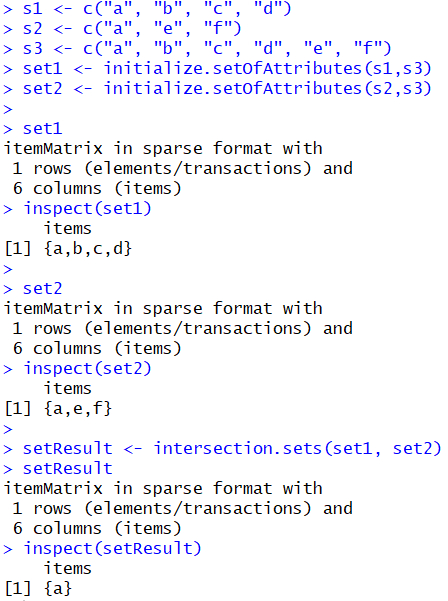 > s1 <- c("a", "b", "c", "d")
> s2 <- c("a", "e", "f")
> s3 <- c("a", "b", "c", "d", "e", "f")
> set1 <- initialize.setOfAttributes(s1,s3)
> set2 <- initialize.setOfAttributes(s2,s3)
>
> set1
itemMatrix in sparse format with
 1 rows (elements/transactions) and
 6 columns (items)
> inspect(set1)
    items
[1] {a,b,c,d}
>
> set2
itemMatrix in sparse format with
 1 rows (elements/transactions) and
 6 columns (items)
> inspect(set2)
    items
[1] {a,e,f}
>
> setResult <- intersection.sets(set1, set2)
> setResult
itemMatrix in sparse format with
 1 rows (elements/transactions) and
 6 columns (items)
> inspect(setResult)
    items
[1] {a}